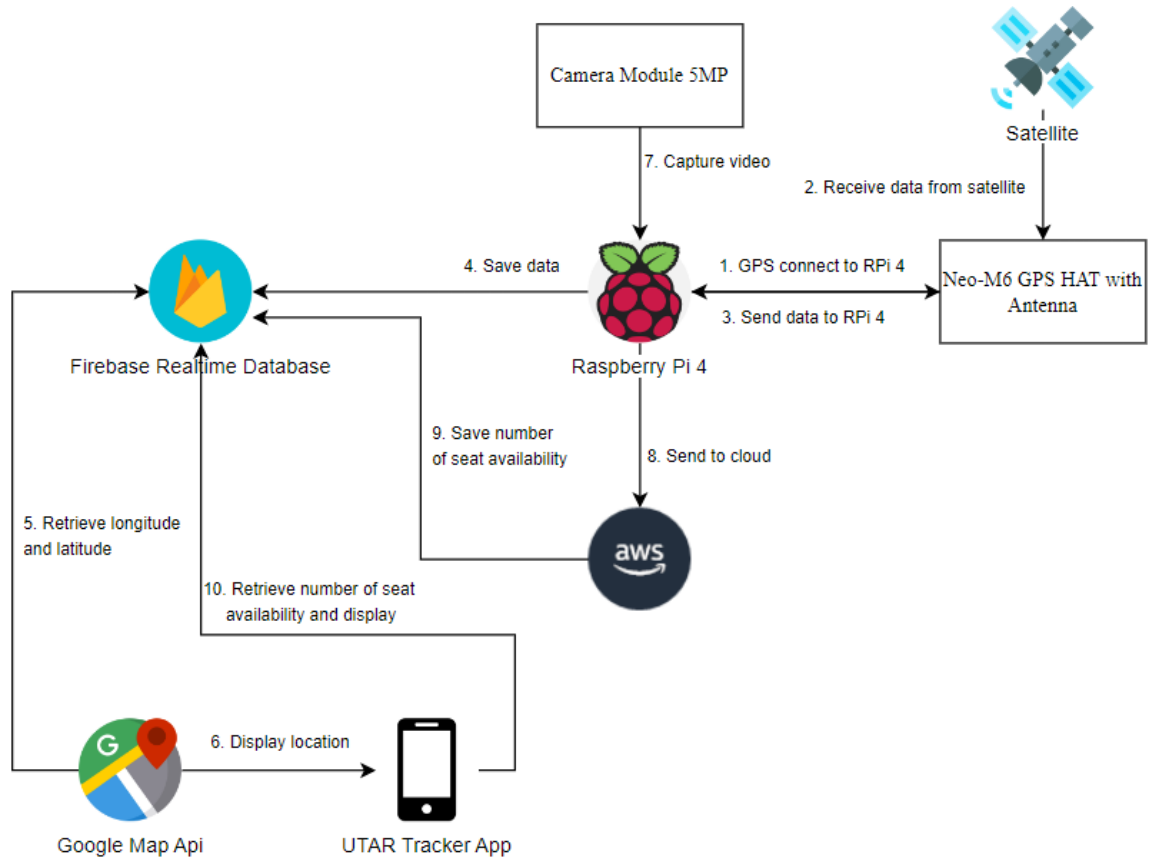 Camera Module 5MP
Satellite
7. Capture video
2. Receive data from satellite
4. Save data
1. GPS connect to RPi 4
Neo-M6 GPS HAT with
Antenna
3. Send data to RPi 4
Firebase Realtime Database
Raspberry Pi 4
9. Save number
of seat availability
8. Send to cloud
5. Retrieve longitude
and latitude
aws
10. Retrieve number of seat
availability and display
G
6. Display location
Google Map Api
UTAR Tracker App